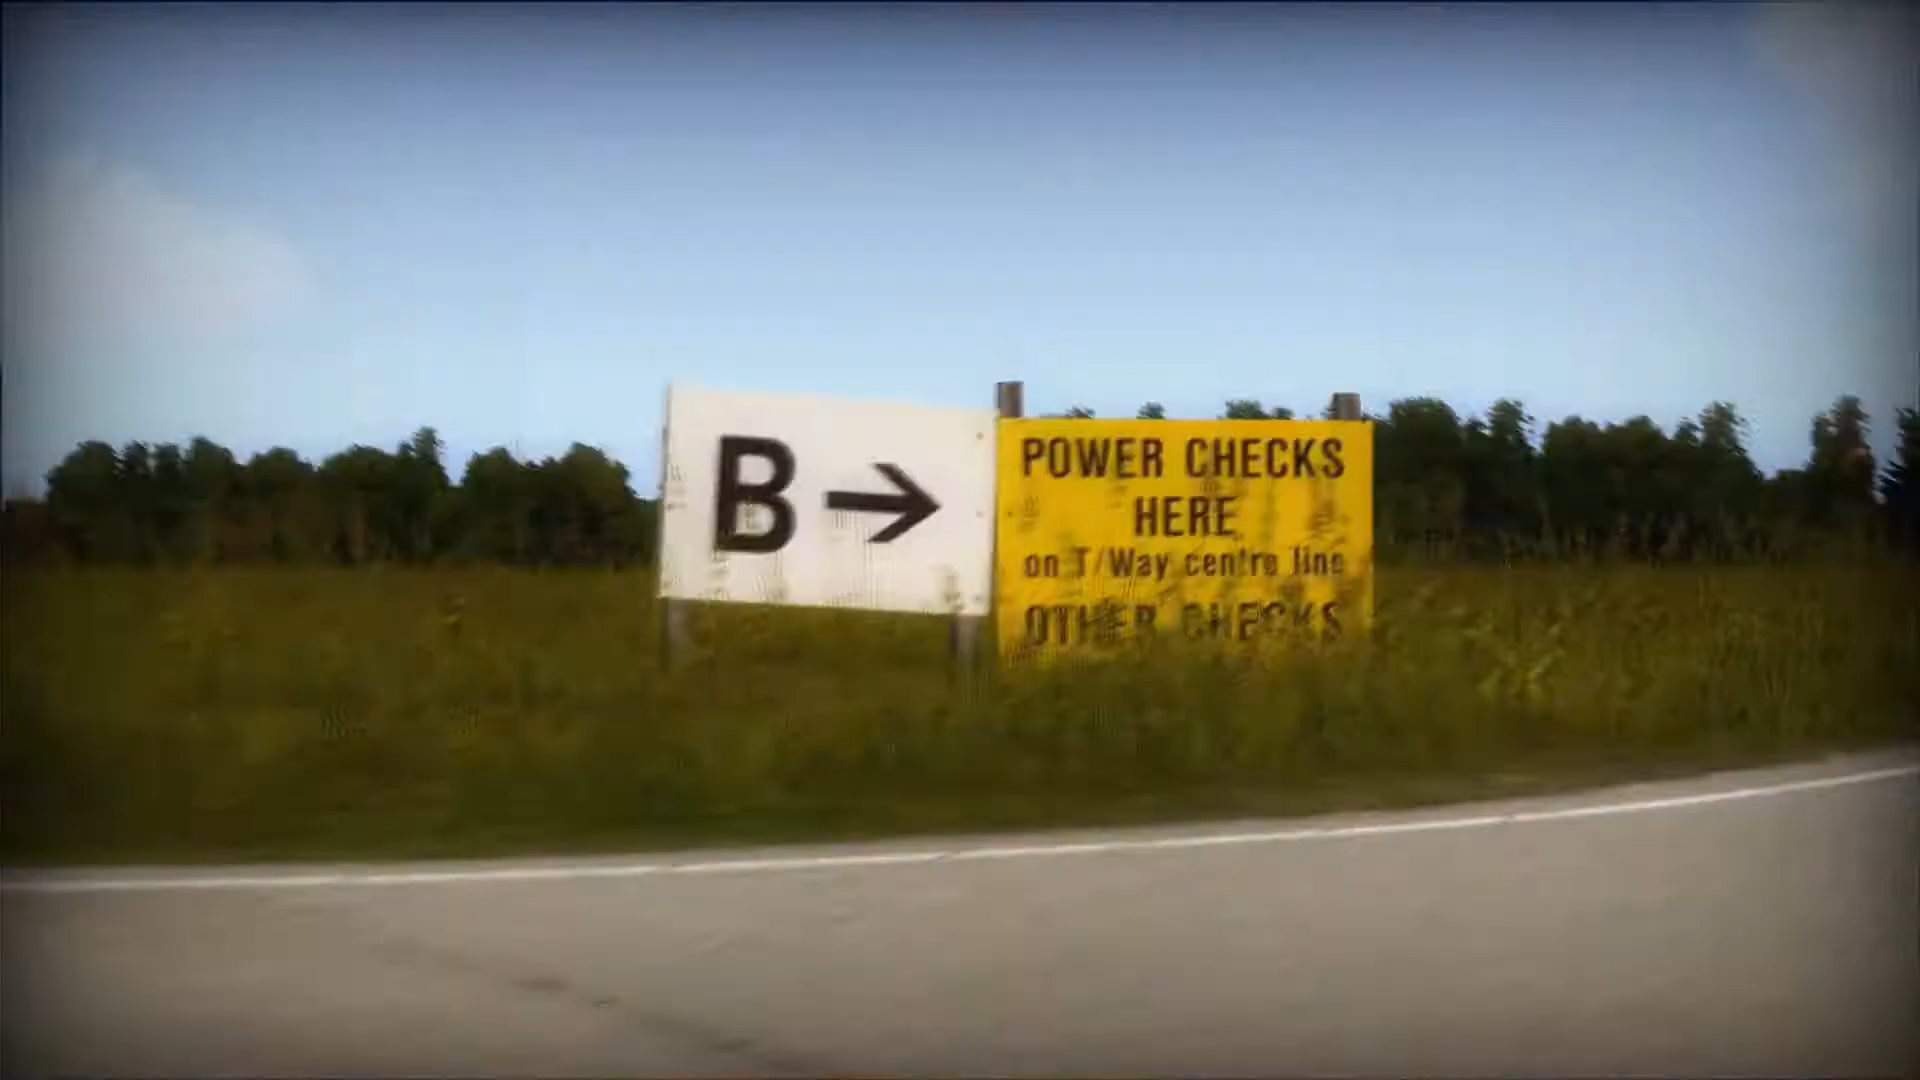 B →
POWER CHECKS
HERE
on T/Way centre line
OTHER CHECKS